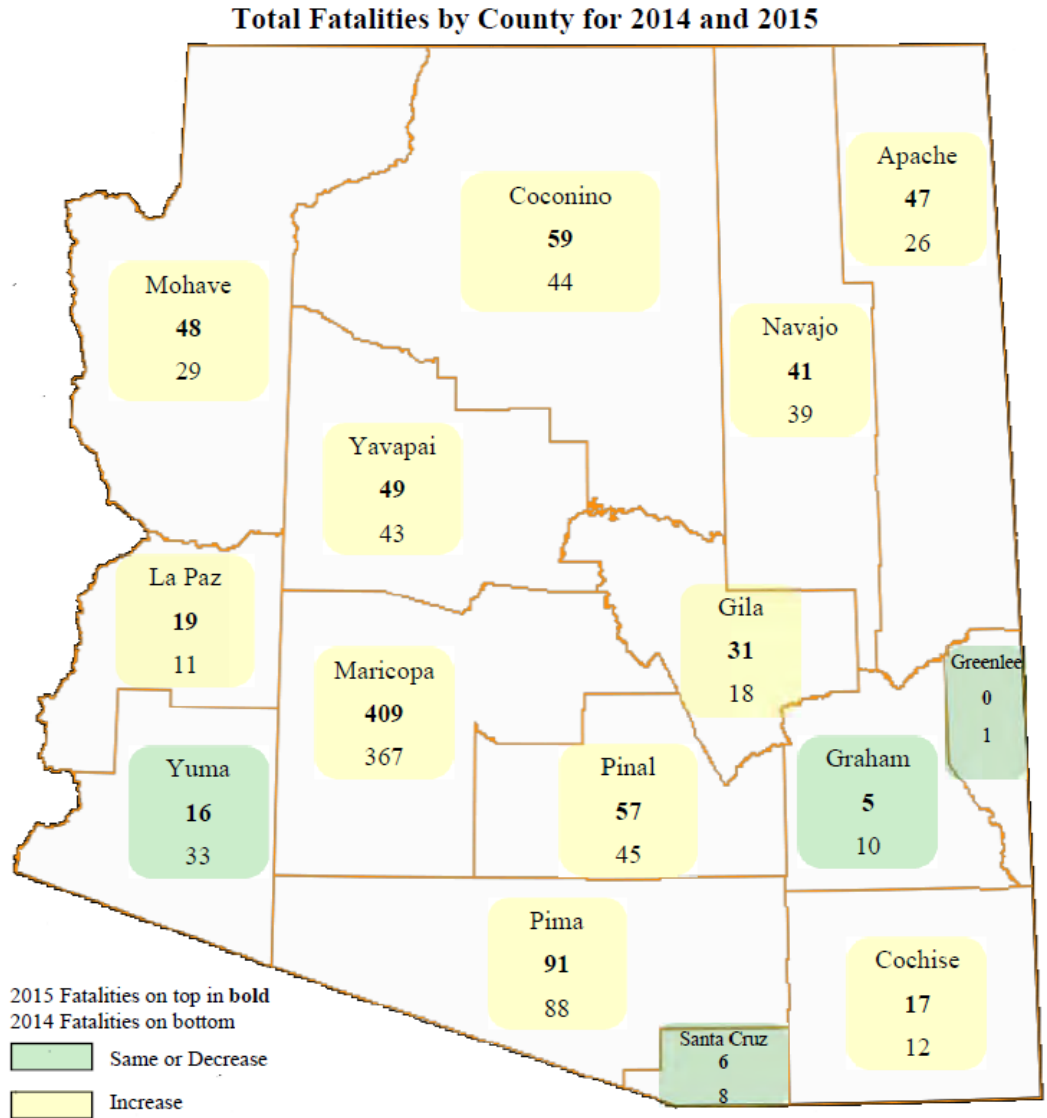 Total Fatalities by County for 2014 and 2015
Apache
47
26
Coconino
59
44
Mohave
48
29
Navajo
41
39
Yavapai
49
43
La Paz
19
11
Gila
31
18
Greenlee
0
1
Maricopa
409
367
Yuma
16
33
Pinal
57
45
Graham
5
10
Pima
91
88
Cochise
17
12
Santa Cruz
6
8
2015 Fatalities on top in bold
2014 Fatalities on bottom
Same or Decrease
Increase